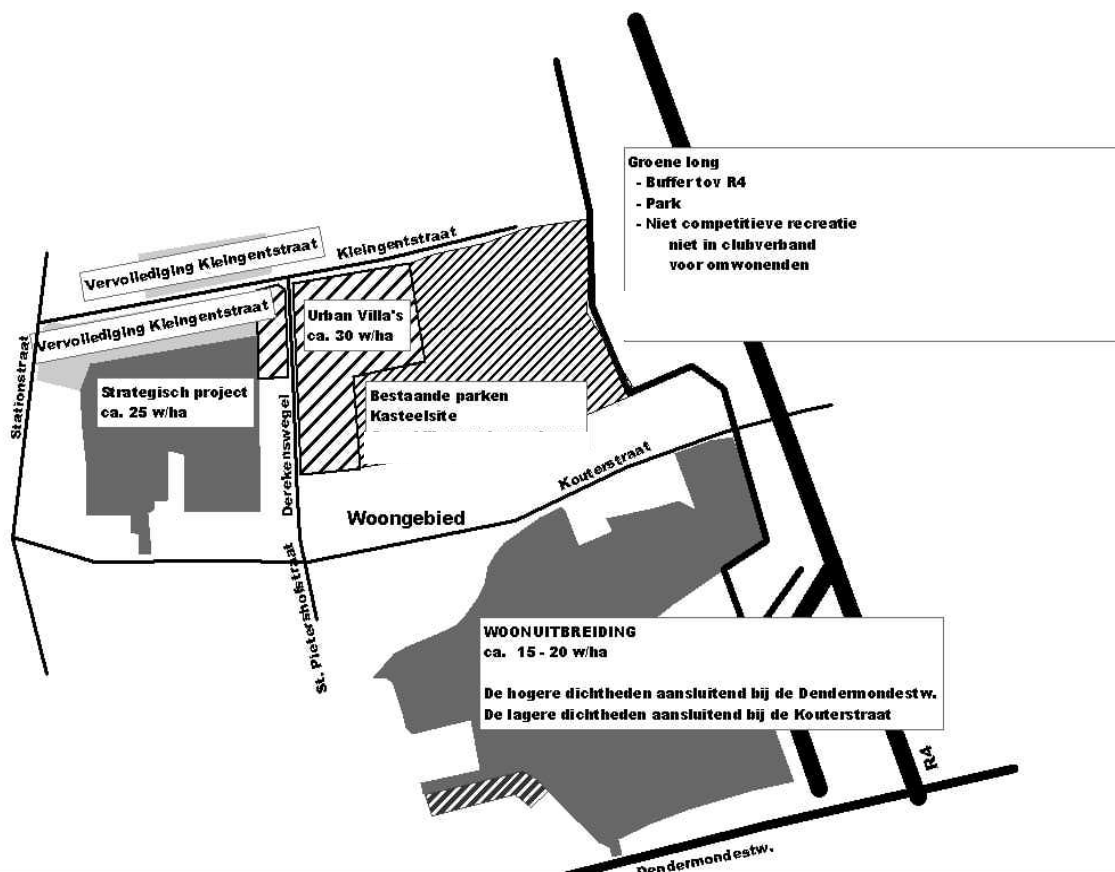 Groene long
- Buffer tov R4
- Park
- Niet competitieve recreatie
niet in clubverband
voor omwonenden
Vervollediging Kleingentstraat
Kleingentstraat
Vervollediging Kleingentstraat
Urban Villa's
ca. 30 w/ha
Stationstraat
Strategisch project
ca. 25 w/ha
Derekensweg​el
Bestaande parken
Kasteelsite
Kouterstraat
Woongebied
St. Pietershofstraat
WOONUITBREIDING
ca. 15 - 20 w/ha
De hogere dichtheden aansluitend bij de Dendermondestw.
De lagere dichtheden aansluitend bij de Kouterstraat
R4
Dendermondestw.